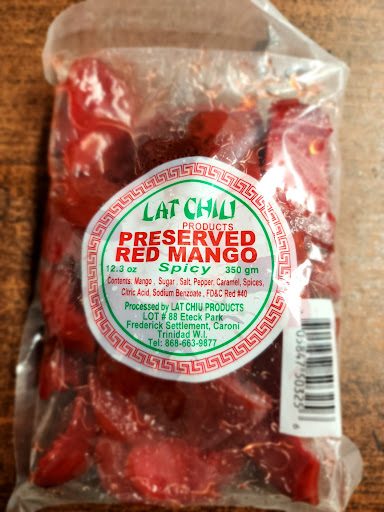 LAT CHIU
PRODUCTS
PRESERVED
RED MANGO
12.3 oz Spicy 350 gm
Contents: Mango , Sugar , Salt, Pepper, Caramel, Spices,
Citric Acid, Sodium Benzoate , FD&C Red #40
Processed by LAT CHIU PRODUCTS
LOT # 88 Eteck Park
Frederick Settlement, Caroni
Trinidad W.I.
Tel: 868-663-9877